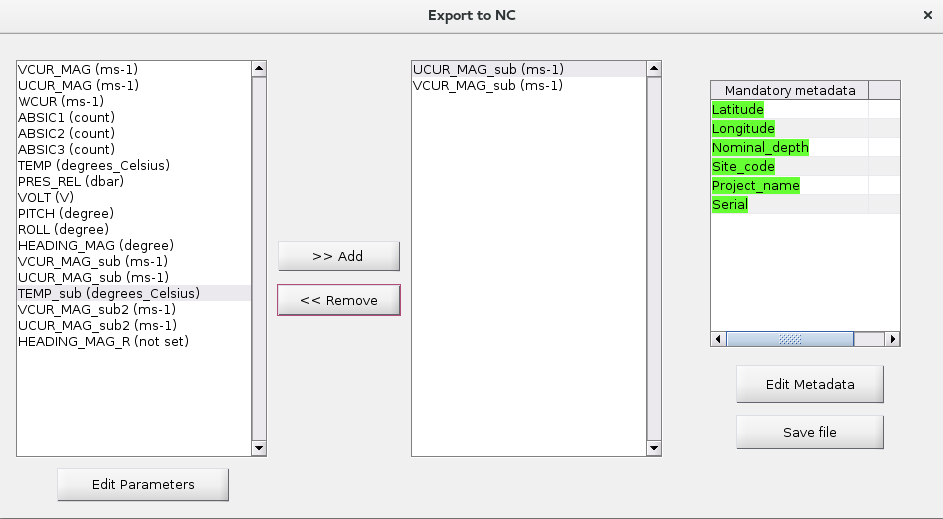 Export to NC
×
VCUR_MAG (ms-1)
UCUR_MAG (ms-1)
WCUR (ms-1)
ABSIC1 (count)
ABSIC2 (count)
ABSIC3 (count)
TEMP (degrees_Celsius)
PRES_REL (dbar)
VOLT (V)
PITCH (degree)
ROLL (degree)
HEADING_MAG (degree)
VCUR_MAG_sub (ms-1)
UCUR_MAG_sub (ms-1)
TEMP_sub (degrees_Celsius)
VCUR_MAG_sub2 (ms-1)
UCUR_MAG_sub2 (ms-1)
HEADING_MAG_R (not set)
Edit Parameters
>> Add
<< Remove
UCUR_MAG_sub (ms-1)
VCUR_MAG_sub (ms-1)
Mandatory metadata
Latitude
Longitude
Nominal_depth
Site_code
Project_name
Serial
Edit Metadata
Save file